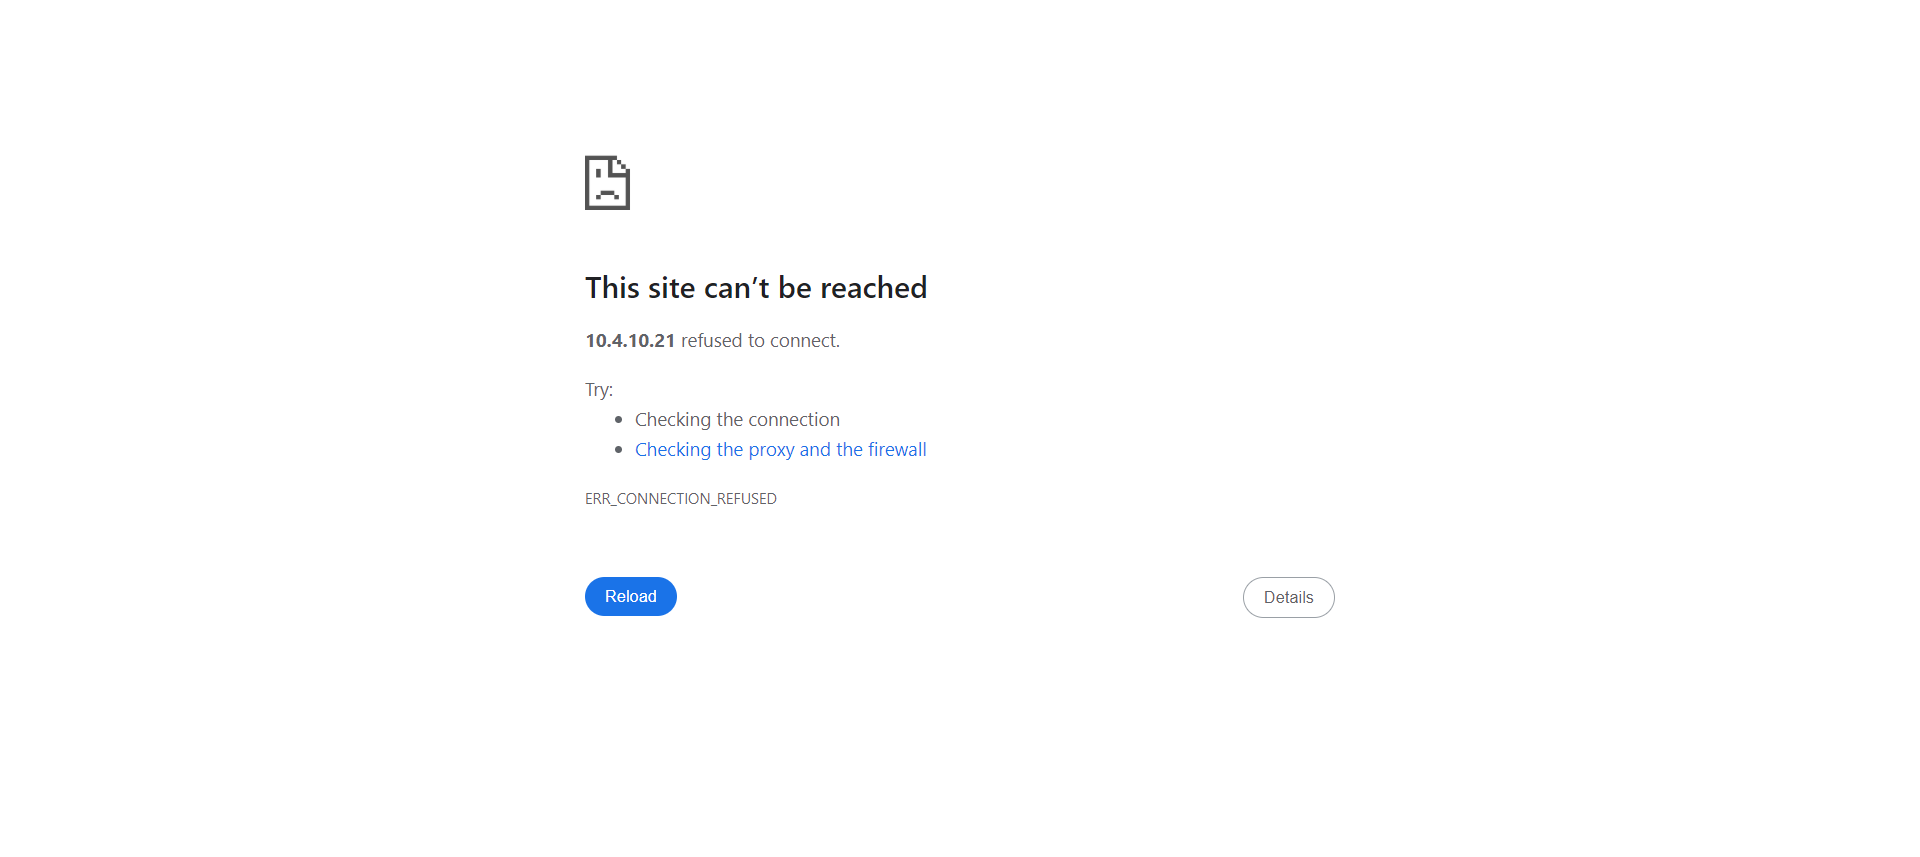 This site can’t be reached
10.4.10.21 refused to connect.
Try:
• Checking the connection
• Checking the proxy and the firewall
ERR_CONNECTION_REFUSED
Reload
Details